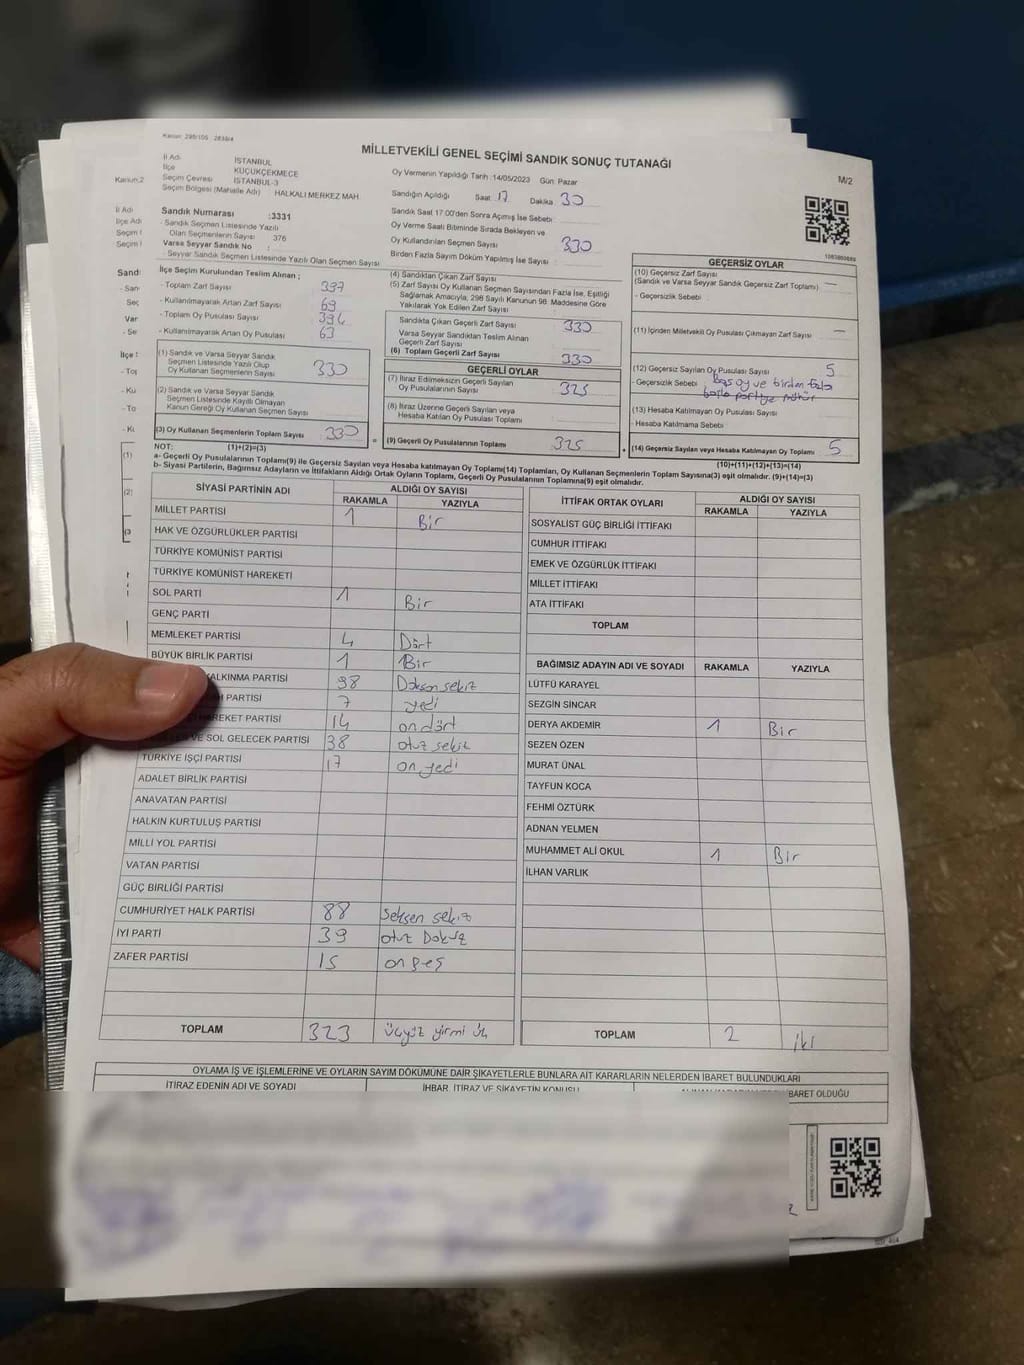 Kanun: 298/105 2839/4
MİLLETVEKİLİ GENEL SEÇİMİ SANDIK SONUÇ TUTANAĞI
M/2
İl Adı İSTANBUL
İlçe KÜÇÜKÇEKMECE
Seçim Çevresi İSTANBUL-3
Seçim Bölgesi (Mahalle Adı) HALKALI MERKEZ MAH
Sandık Numarası :3331
- Sandık Seçmen Listesinde Yazılı
Olan Seçmenlerin Sayısı 376
Varsa Seyyar Sandık No :
Seyyar Sandık Seçmen Listesinde Yazılı Olan Seçmen Sayısı
Oy Vermenin Yapıldığı Tarih :14/05/2023 Gün: Pazar
Sandığın Açıldığı Saat 17 Dakika 30
Sandık Saat 17.00'den Sonra Açılmış İse Sebebi
Oy Verme Saati Bitiminde Sırada Bekleyen ve
Oy Kullandırılan Seçmen Sayısı 330
Birden Fazla Sayım Döküm Yapılmış İse Sayısı
İlçe Seçim Kurulundan Teslim Alınan ;
- Toplam Zarf Sayısı 397
- Kullanılmayarak Artan Zarf Sayısı 69
- Toplam Oy Pusulası Sayısı 394
- Kullanılmayarak Artan Oy Pusulası 63
(1) Sandık ve Varsa Seyyar Sandık
Seçmen Listesinde Yazılı Olup
Oy Kullanan Seçmenlerin Sayısı 330
(2) Sandık ve Varsa Seyyar Sandık
Seçmen Listesinde Kayıtlı Olmayan
Kanun Gereği Oy Kullanan Seçmen Sayısı
(3) Oy Kullanan Seçmenlerin Toplam Sayısı 330
(4) Sandıktan Çıkan Zarf Sayısı
(5) Zarf Sayısı Oy Kullanan Seçmen Sayısından Fazla İse, Eşitliği
Sağlamak Amacıyla, 298 Sayılı Kanunun 98. Maddesine Göre
Yakılarak Yok Edilen Zarf Sayısı
Sandıkta Çıkan Geçerli Zarf Sayısı 330
Varsa Seyyar Sandıktan Teslim Alınan
Geçerli Zarf Sayısı
(6) Toplam Geçerli Zarf Sayısı 330
GEÇERLİ OYLAR
(7) İtiraz Edilmeksizin Geçerli Sayılan
Oy Pusulalarının Sayısı 325
(8) İtiraz Üzerine Geçerli Sayılan veya
Hesaba Katılan Oy Pusulası Toplamı
(9) Geçerli Oy Pusulalarının Toplamı 325
GEÇERSİZ OYLAR
(10) Geçersiz Zarf Sayısı
(Sandık ve Varsa Seyyar Sandık Geçersiz Zarf Toplamı) —
- Geçersizlik Sebebi
(11) İçinden Milletvekili Oy Pusulası Çıkmayan Zarf Sayısı —
(12) Geçersiz Sayılan Oy Pusulası Sayısı 5
- Geçersizlik Sebebi Boş oy ve birden fazla
partiye mühür
(13) Hesaba Katılmayan Oy Pusulası Sayısı
- Hesaba Katılmama Sebebi
(14) Geçersiz Sayılan veya Hesaba Katılmayan Oy Toplamı 5
NOT: (1)+(2)=(3) (10)+(11)+(12)+(13)=(14)
a- Geçerli Oy Pusulalarının Toplamı(9) ile Geçersiz Sayılan veya Hesaba katılmayan Oy Toplamı(14) Toplamları, Oy Kullanan Seçmenlerin Toplam Sayısına(3) eşit olmalıdır. (9)+(14)=(3)
b- Siyasi Partilerin, Bağımsız Adayların ve İttifakların Aldığı Ortak Oyların Toplamı, Geçerli Oy Pusulalarının Toplamına(9) eşit olmalıdır.
SİYASİ PARTİNİN ADI ALDIĞI OY SAYISI
RAKAMLA YAZIYLA
MİLLET PARTİSİ 1 Bir
HAK VE ÖZGÜRLÜKLER PARTİSİ
TÜRKİYE KOMÜNİST PARTİSİ
TÜRKİYE KOMÜNİST HAREKETİ
SOL PARTİ 1 Bir
GENÇ PARTİ
MEMLEKET PARTİSİ 4 Dört
BÜYÜK BİRLİK PARTİSİ 1 Bir
ALKINMA PARTİSİ 98 Doksan sekiz
H PARTİSİ 7 yedi
HAREKET PARTİSİ 14 on dört
VE SOL GELECEK PARTİSİ 38 otuz sekiz
TÜRKİYE İŞÇİ PARTİSİ 17 on yedi
ADALET BİRLİK PARTİSİ
ANAVATAN PARTİSİ
HALKIN KURTULUŞ PARTİSİ
MİLLİ YOL PARTİSİ
VATAN PARTİSİ
GÜÇ BİRLİĞİ PARTİSİ
CUMHURİYET HALK PARTİSİ 88 Seksen sekiz
İYİ PARTİ 39 otuz Dokuz
ZAFER PARTİSİ 15 on beş
TOPLAM 323 üçyüz yirmi üç
İTTİFAK ORTAK OYLARI ALDIĞI OY SAYISI
RAKAMLA YAZIYLA
SOSYALİST GÜÇ BİRLİĞİ İTTİFAKI
CUMHUR İTTİFAKI
EMEK VE ÖZGÜRLÜK İTTİFAKI
MİLLET İTTİFAKI
ATA İTTİFAKI
TOPLAM
BAĞIMSIZ ADAYIN ADI VE SOYADI RAKAMLA YAZIYLA
LÜTFÜ KARAYEL
SEZGİN SİNCAR
DERYA AKDEMİR 1 Bir
SEZEN ÖZEN
MURAT ÜNAL
TAYFUN KOCA
FEHMİ ÖZTÜRK
ADNAN YELMEN
MUHAMMET ALİ OKUL 1 Bir
İLHAN VARLIK
TOPLAM 2 iki
OYLAMA İŞ VE İŞLEMLERİNE VE OYLARIN SAYIM DÖKÜMÜNE DAİR ŞİKAYETLERLE BUNLARA AİT KARARLARIN NELERDEN İBARET BULUNDUKLARI
İTİRAZ EDENİN ADI VE SOYADI İHBAR, İTİRAZ VE ŞİKAYETİN KONUSU İBARET OLDUĞU